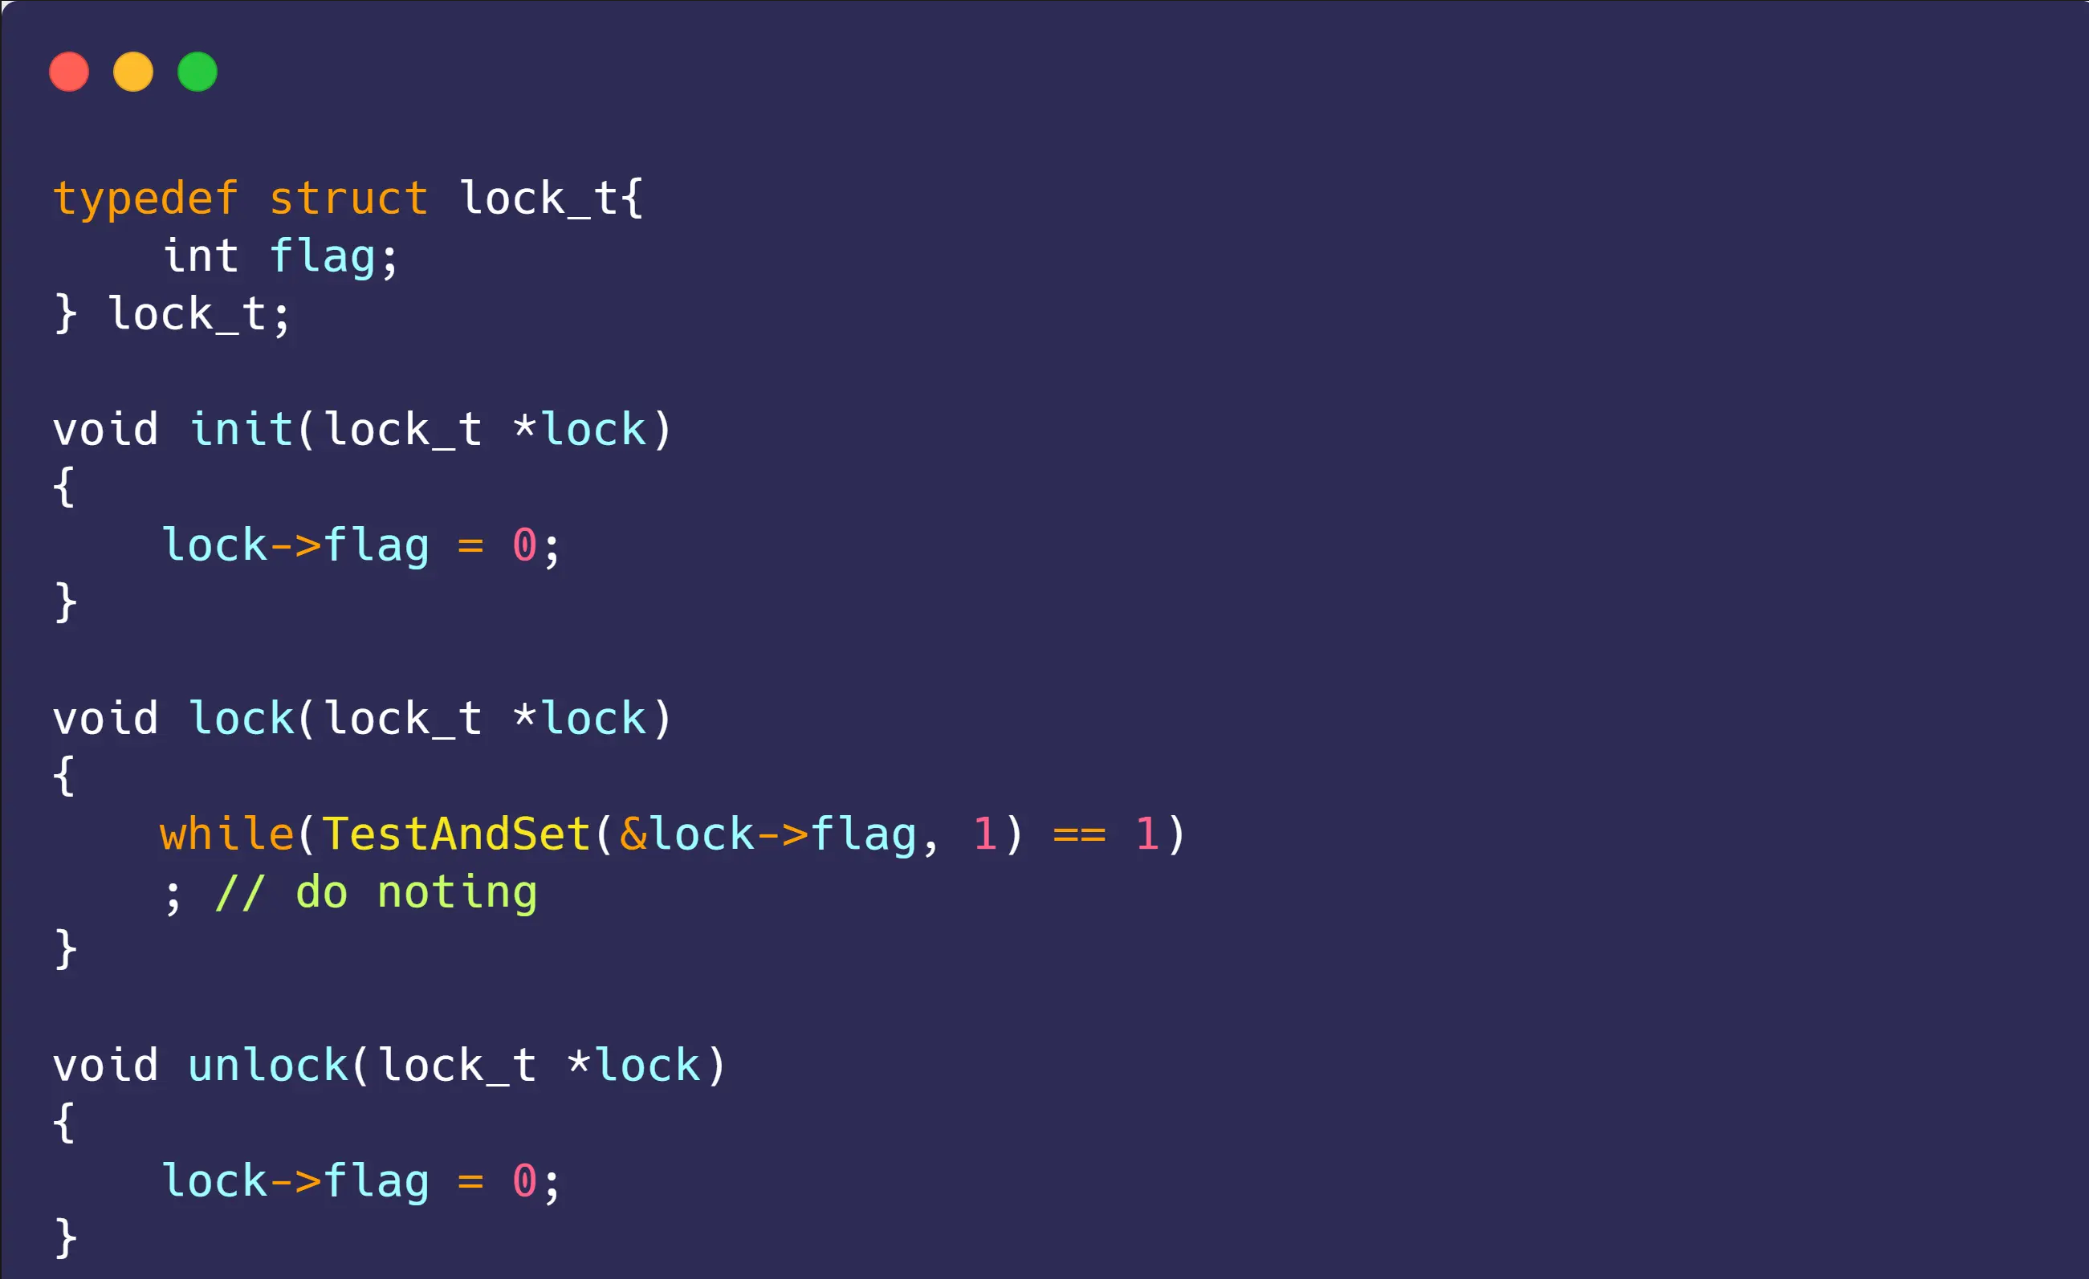 typedef struct lock_t{
    int flag;
} lock_t;

void init(lock_t *lock)
{
    lock->flag = 0;
}

void lock(lock_t *lock)
{
    while(TestAndSet(&lock->flag, 1) == 1)
    ; // do noting
}

void unlock(lock_t *lock)
{
    lock->flag = 0;
}